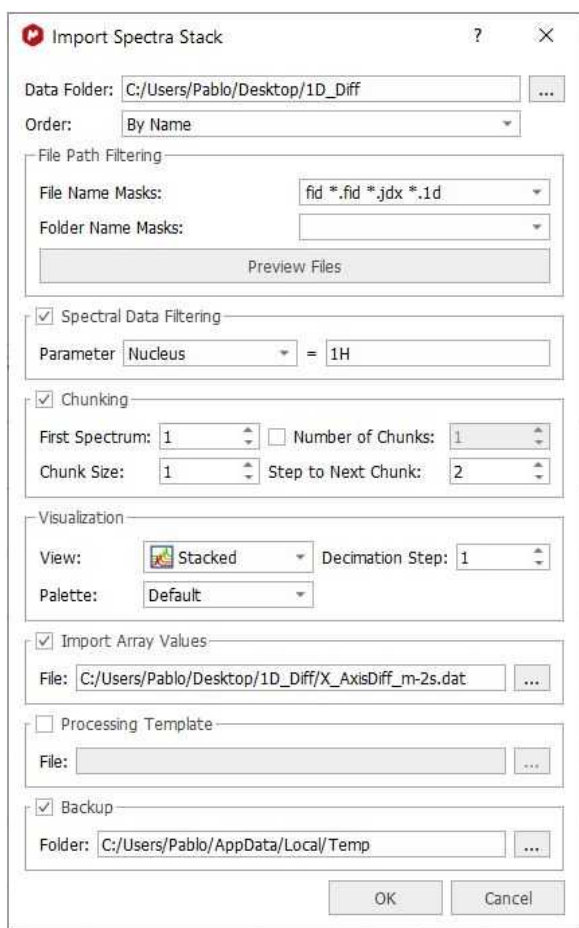 Import Spectra Stack ?
Data Folder: C:/Users/Pablo/Desktop/1D_Diff ...
Order: By Name
File Path Filtering
File Name Masks: fid *.fid *.jdx *.1d
Folder Name Masks:
Preview Files
Spectral Data Filtering
Parameter Nucleus = 1H
Chunking
First Spectrum: 1 Number of Chunks: 1
Chunk Size: 1 Step to Next Chunk: 2
Visualization
View: Stacked Decimation Step: 1
Palette: Default
Import Array Values
File: C:/Users/Pablo/Desktop/1D_Diff/X_AxisDiff_m-2s.dat ...
Processing Template
File: ...
Backup
Folder: C:/Users/Pablo/AppData/Local/Temp ...
OK Cancel